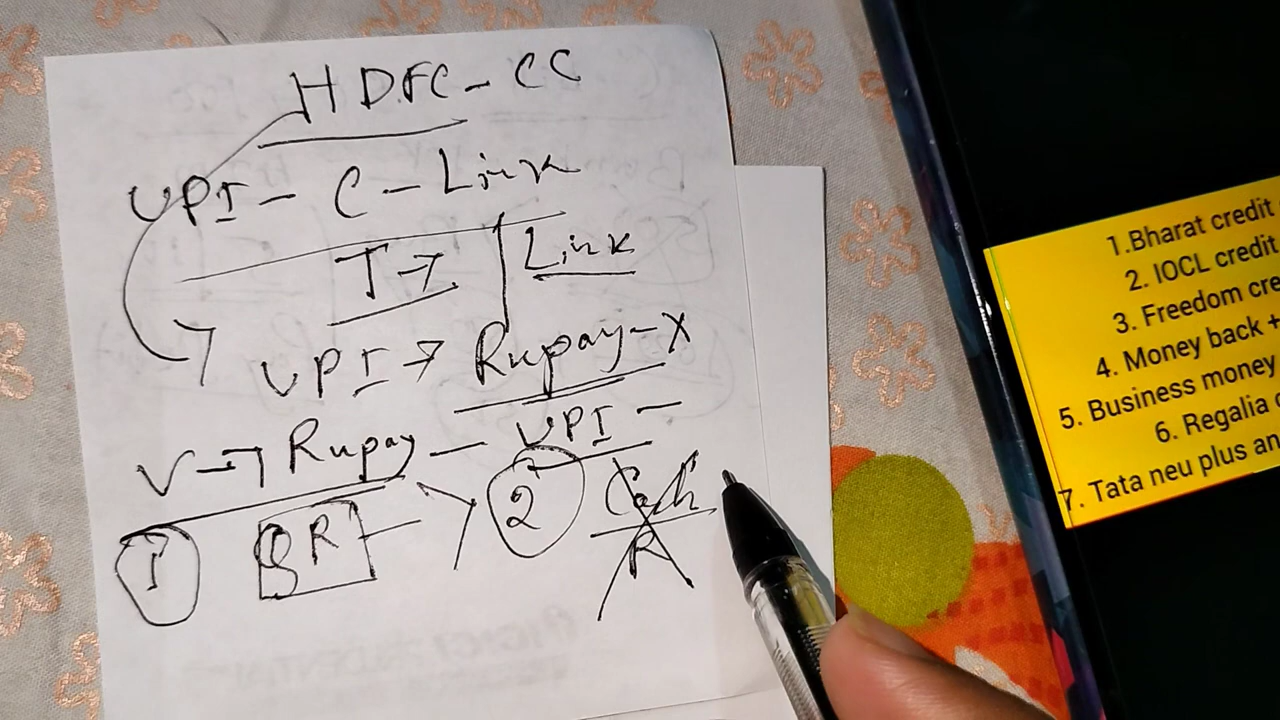 HDFC - CC
UPI - C - Link
I → Link
UPI → Rupay - X
V → Rupay - UPI -
1 QR - 2 Cash
R
1.Bharat credit
2. IOCL credit
3. Freedom cre
4. Money back +
5. Business money
6. Regalia
7. Tata neu plus an